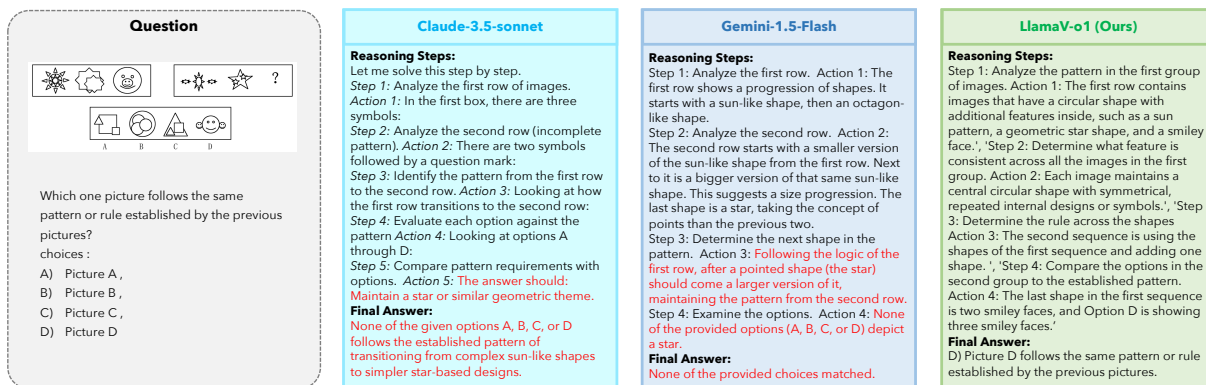 Question
?
A B C D
Which one picture follows the same
pattern or rule established by the previous
pictures?
choices :
A) Picture A ,
B) Picture B ,
C) Picture C ,
D) Picture D
Claude-3.5-sonnet
Reasoning Steps:
Let me solve this step by step.
Step 1: Analyze the first row of images.
Action 1: In the first box, there are three
symbols:
Step 2: Analyze the second row (incomplete
pattern). Action 2: There are two symbols
followed by a question mark:
Step 3: Identify the pattern from the first row
to the second row. Action 3: Looking at how
the first row transitions to the second row:
Step 4: Evaluate each option against the
pattern Action 4: Looking at options A
through D:
Step 5: Compare pattern requirements with
options. Action 5: The answer should:
Maintain a star or similar geometric theme.
Final Answer:
None of the given options A, B, C, or D
follows the established pattern of
transitioning from complex sun-like shapes
to simpler star-based designs.
Gemini-1.5-Flash
Reasoning Steps:
Step 1: Analyze the first row. Action 1: The
first row shows a progression of shapes. It
starts with a sun-like shape, then an octagon-
like shape.
Step 2: Analyze the second row. Action 2:
The second row starts with a smaller version
of the sun-like shape from the first row. Next
to it is a bigger version of that same sun-like
shape. This suggests a size progression. The
last shape is a star, taking the concept of
points than the previous two.
Step 3: Determine the next shape in the
pattern. Action 3: Following the logic of the
first row, after a pointed shape (the star)
should come a larger version of it,
maintaining the pattern from the second row.
Step 4: Examine the options. Action 4: None
of the provided options (A, B, C, or D) depict
a star.
Final Answer:
None of the provided choices matched.
LlamaV-o1 (Ours)
Reasoning Steps:
Step 1: Analyze the pattern in the first group
of images. Action 1: The first row contains
images that have a circular shape with
additional features inside, such as a sun
pattern, a geometric star shape, and a smiley
face.', 'Step 2: Determine what feature is
consistent across all the images in the first
group. Action 2: Each image maintains a
central circular shape with symmetrical,
repeated internal designs or symbols.', 'Step
3: Determine the rule across the shapes
Action 3: The second sequence is using the
shapes of the first sequence and adding one
shape. ', 'Step 4: Compare the options in the
second group to the established pattern.
Action 4: The last shape in the first sequence
is two smiley faces, and Option D is showing
three smiley faces.’
Final Answer:
D) Picture D follows the same pattern or rule
established by the previous pictures.